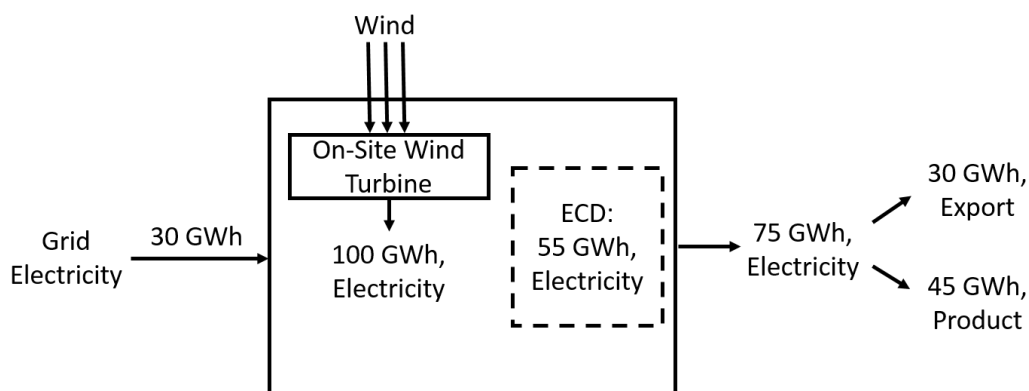 Wind
On-Site Wind
Turbine
Grid
Electricity
30 GWh
100 GWh,
Electricity
ECD:
55 GWh,
Electricity
75 GWh,
Electricity
30 GWh,
Export
45 GWh,
Product